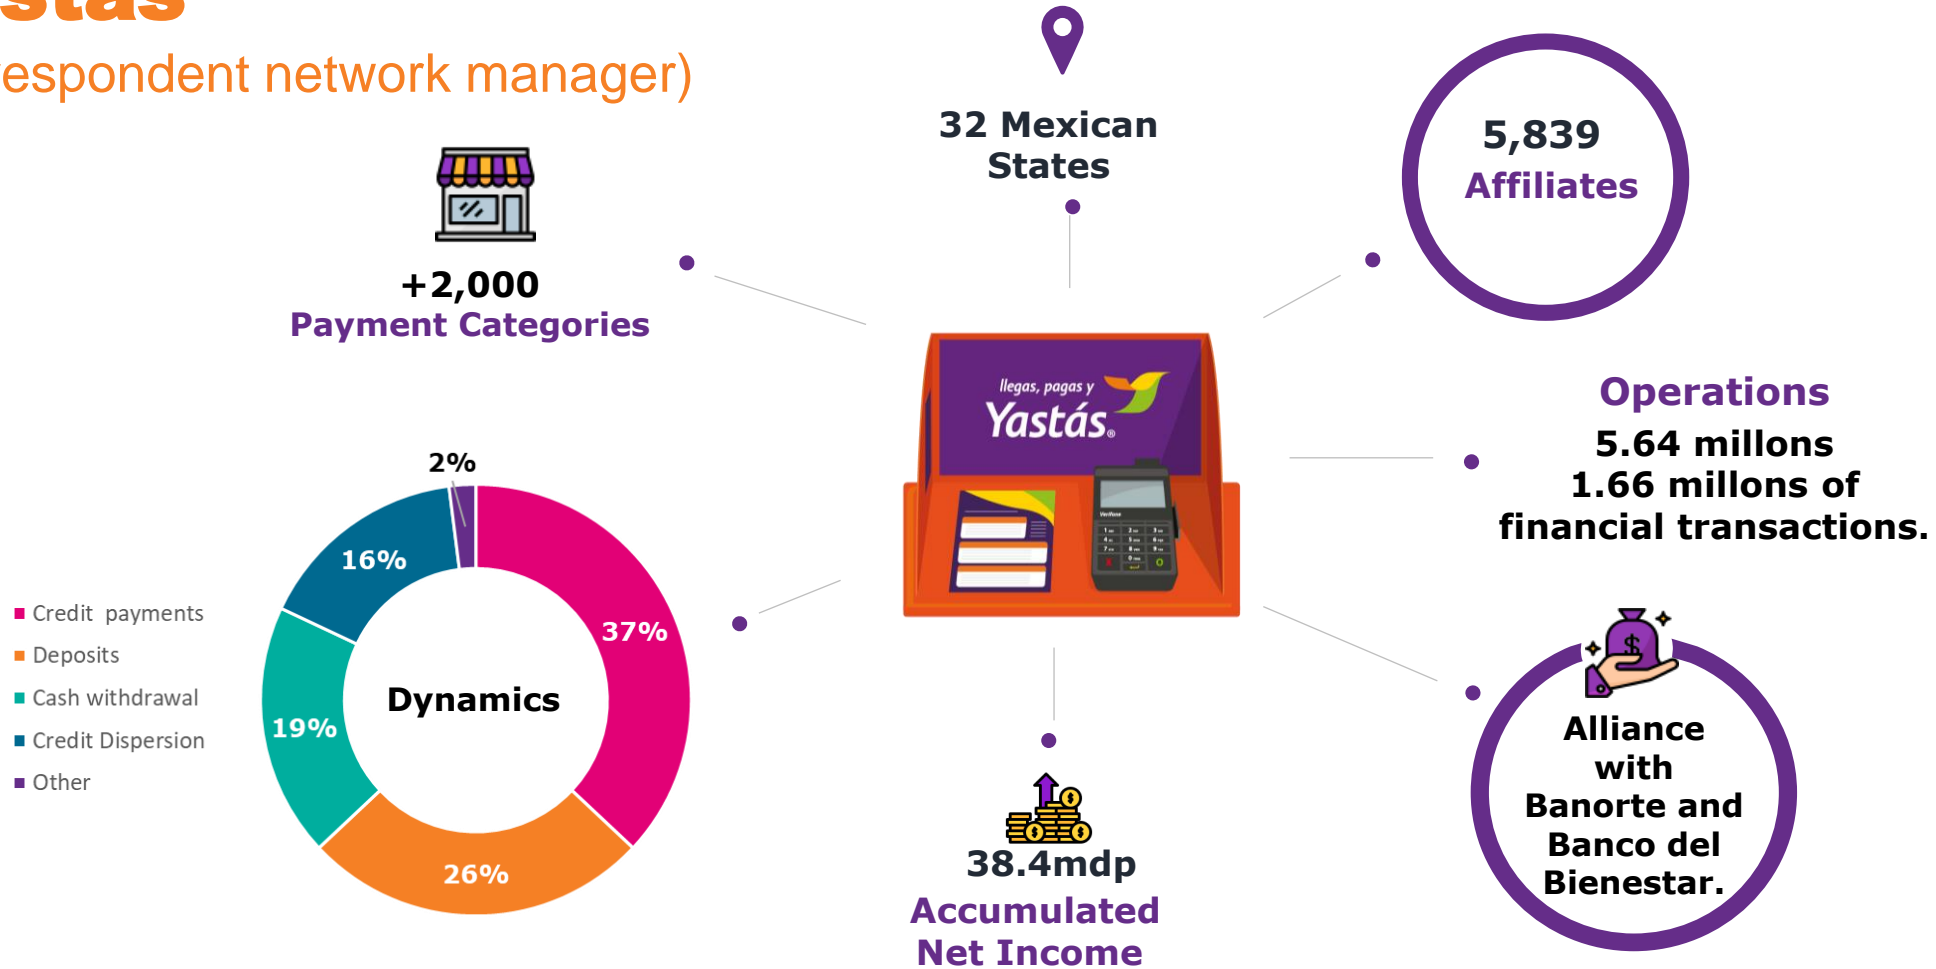 respondent network manager)
32 Mexican
States
5,839
Affiliates
+2,000
Payment Categories
llegas, pagas y
Yastás®
Operations
5.64 millons
1.66 millons of
financial transactions.
2%
16%
37%
19%
26%
Dynamics
Credit payments
Deposits
Cash withdrawal
Credit Dispersion
Other
38.4mdp
Accumulated
Net Income
Alliance
with
Banorte and
Banco del
Bienestar.